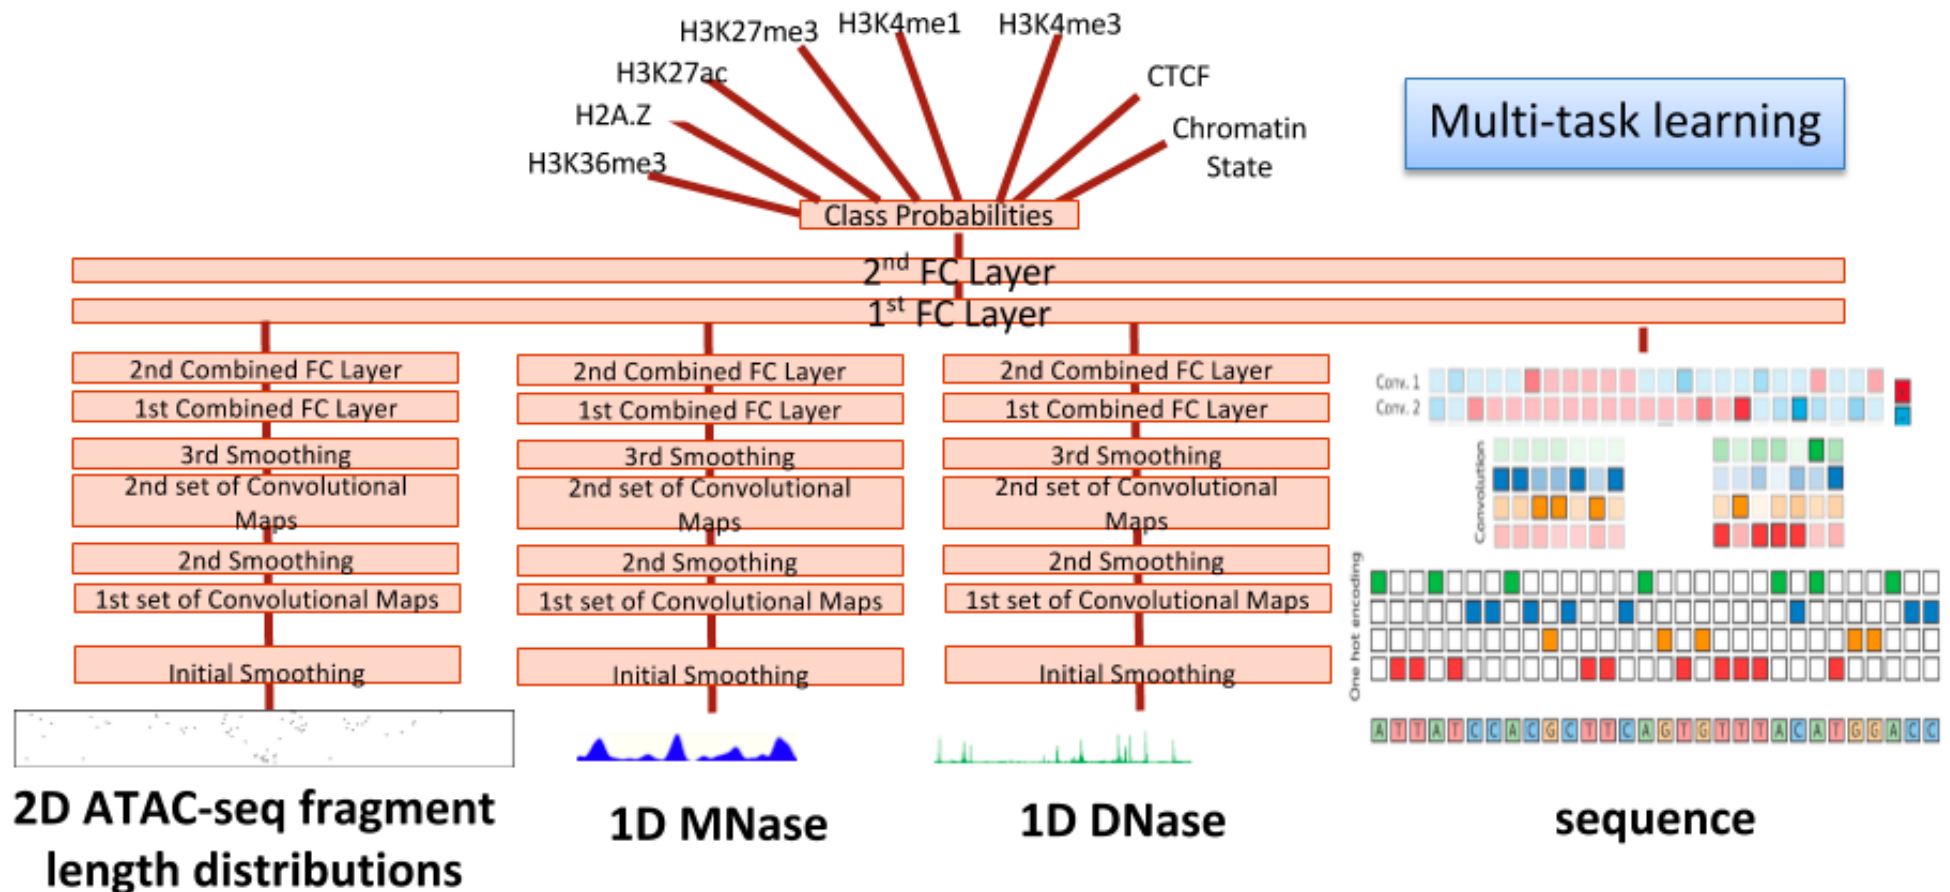 H3K27me3 H3K4me1 H3K4me3
H3K27ac
CTCF
H2A.Z
Chromatin
State
H3K36me3
Multi-task learning
Class Probabilities
2nd FC Layer
1st FC Layer
2nd Combined FC Layer
1st Combined FC Layer
3rd Smoothing
2nd set of Convolutional
Maps
2nd Smoothing
1st set of Convolutional Maps
Initial Smoothing
2D ATAC-seq fragment
length distributions
2nd Combined FC Layer
1st Combined FC Layer
3rd Smoothing
2nd set of Convolutional
Maps
2nd Smoothing
1st set of Convolutional Maps
Initial Smoothing
1D MNase
2nd Combined FC Layer
1st Combined FC Layer
3rd Smoothing
2nd set of Convolutional
Maps
2nd Smoothing
1st set of Convolutional Maps
Initial Smoothing
1D DNase
Conv. 1
Conv. 2
Convolution
One hot encoding
A T T A T C C A C G C T T C A G T G T T T A C A T G G A C C
sequence